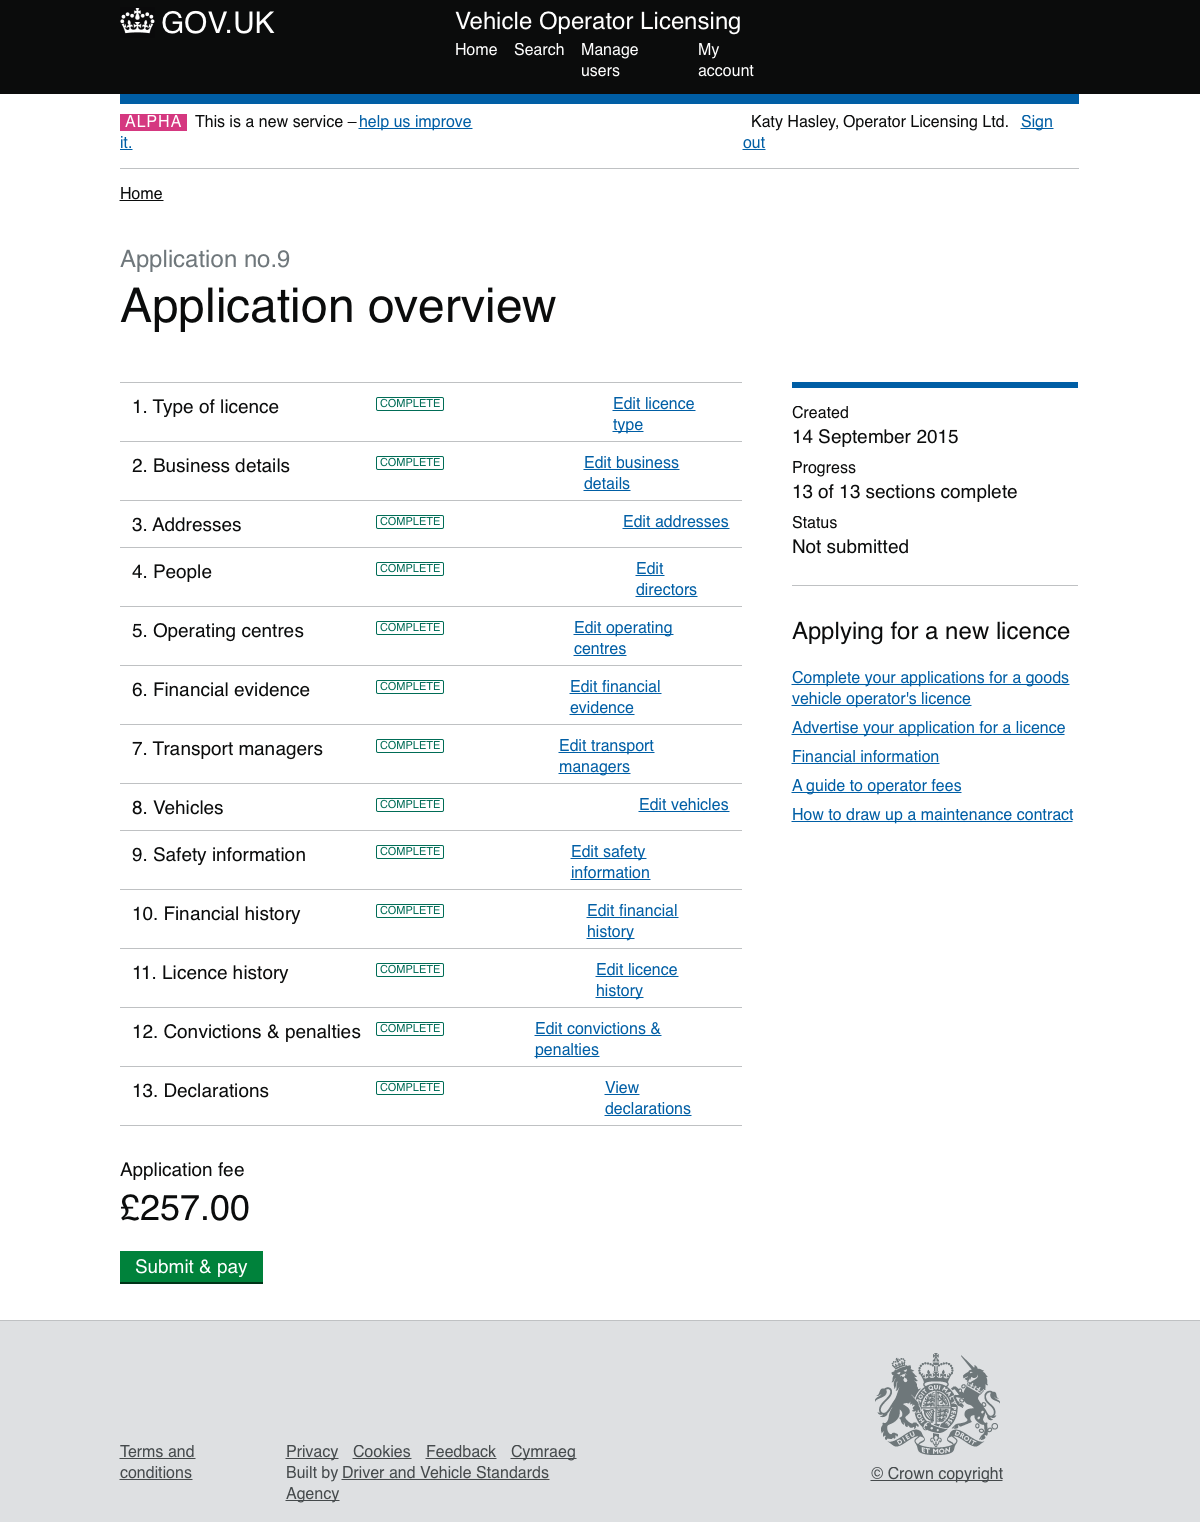 GOV.UK
Vehicle Operator Licensing
Home Search Manage users My account
ALPHA This is a new service – help us improve it.
Katy Hasley, Operator Licensing Ltd. Sign out
Home
Application no.9
Application overview
1. Type of licence COMPLETE Edit licence type
2. Business details COMPLETE Edit business details
3. Addresses COMPLETE Edit addresses
4. People COMPLETE Edit directors
5. Operating centres COMPLETE Edit operating centres
6. Financial evidence COMPLETE Edit financial evidence
7. Transport managers COMPLETE Edit transport managers
8. Vehicles COMPLETE Edit vehicles
9. Safety information COMPLETE Edit safety information
10. Financial history COMPLETE Edit financial history
11. Licence history COMPLETE Edit licence history
12. Convictions & penalties COMPLETE Edit convictions & penalties
13. Declarations COMPLETE View declarations
Application fee
£257.00
Submit & pay
Created
14 September 2015
Progress
13 of 13 sections complete
Status
Not submitted
Applying for a new licence
Complete your applications for a goods
vehicle operator's licence
Advertise your application for a licence
Financial information
A guide to operator fees
How to draw up a maintenance contract
Terms and
conditions
Privacy Cookies Feedback Cymraeg
Built by Driver and Vehicle Standards
Agency
DIEU ET MON DROIT
© Crown copyright